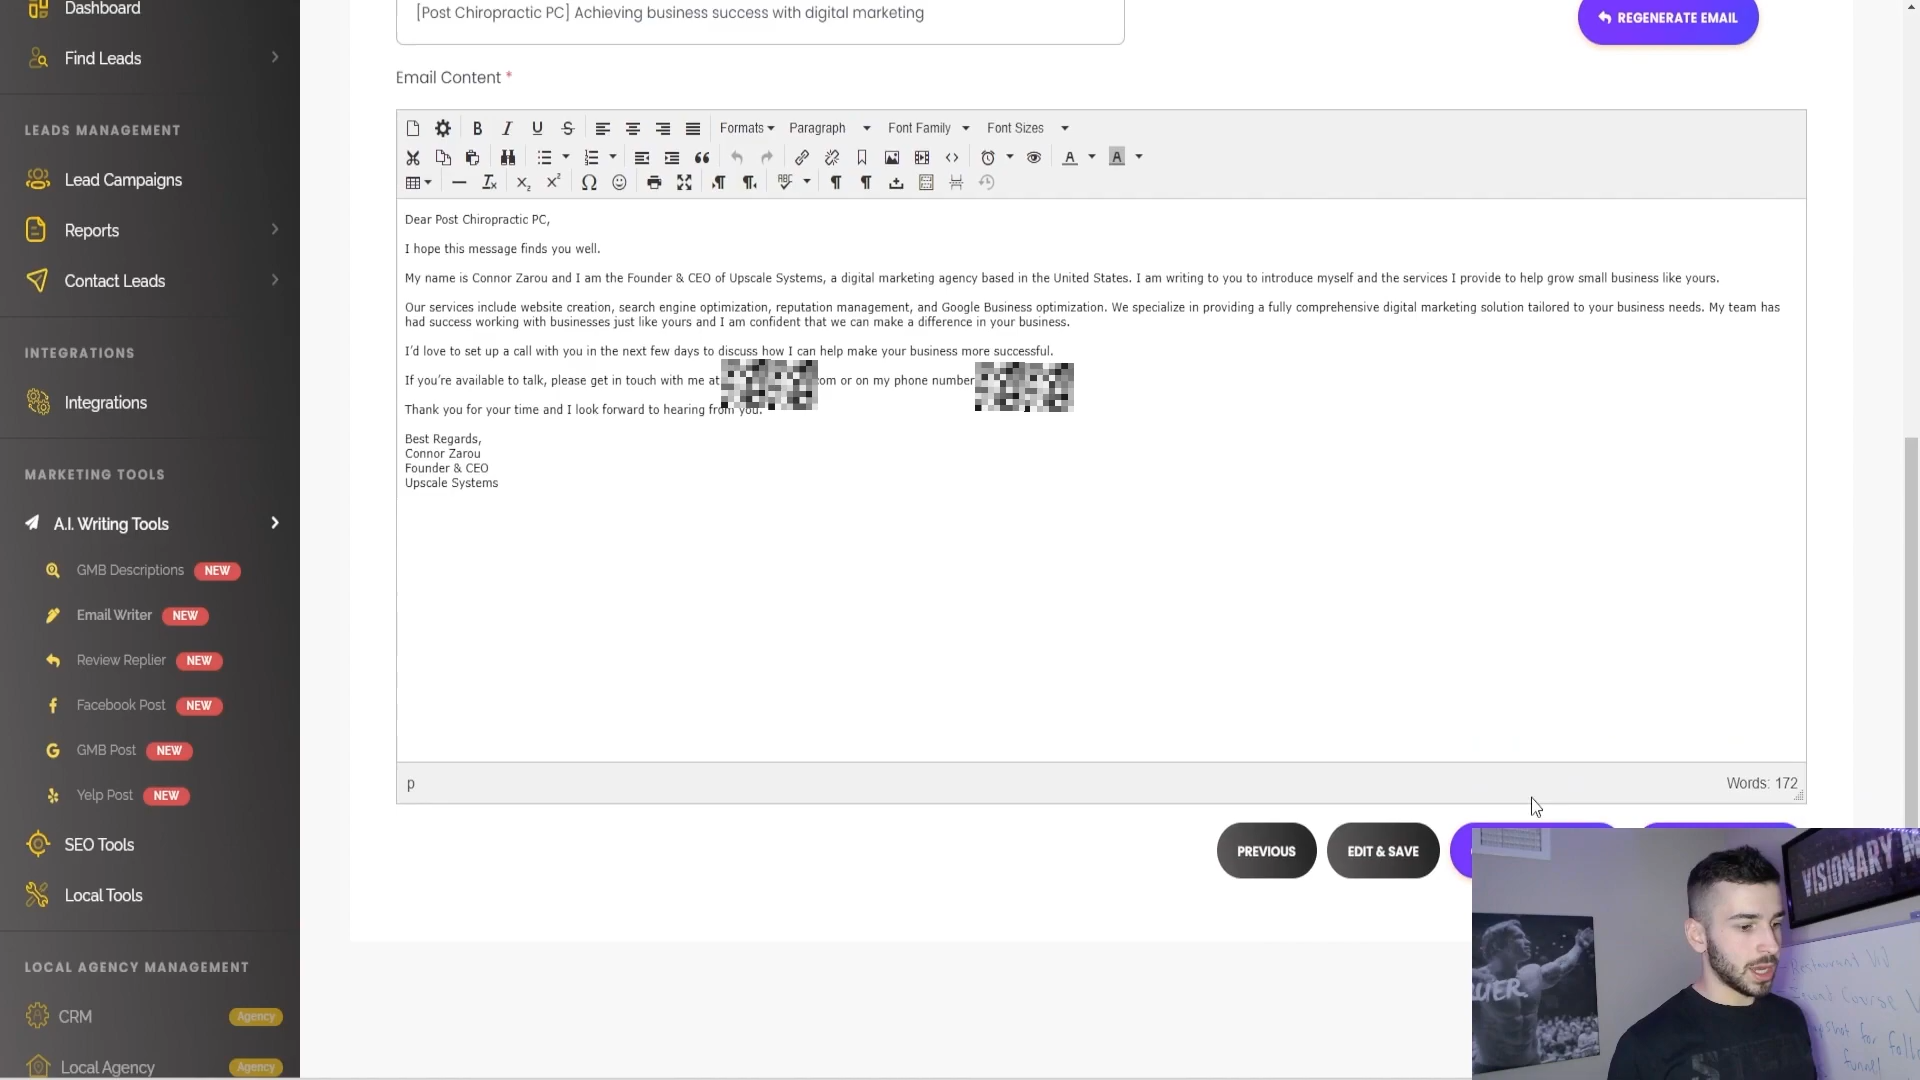 Dashboard
Find Leads
LEADS MANAGEMENT
Lead Campaigns
Reports
Contact Leads
INTEGRATIONS
Integrations
MARKETING TOOLS
A.I. Writing Tools
GMB Descriptions NEW
Email Writer NEW
Review Replier NEW
Facebook Post NEW
GMB Post NEW
Yelp Post NEW
SEO Tools
Local Tools
LOCAL AGENCY MANAGEMENT
CRM Agency
Local Agency Agency
[Post Chiropractic PC] Achieving business success with digital marketing
REGENERATE EMAIL
Email Content *
Formats Paragraph Font Family Font Sizes
Dear Post Chiropractic PC,
I hope this message finds you well.
My name is Connor Zarou and I am the Founder & CEO of Upscale Systems, a digital marketing agency based in the United States. I am writing to you to introduce myself and the services I provide to help grow small business like yours.
Our services include website creation, search engine optimization, reputation management, and Google Business optimization. We specialize in providing a fully comprehensive digital marketing solution tailored to your business needs. My team has
had success working with businesses just like yours and I am confident that we can make a difference in your business.
I'd love to set up a call with you in the next few days to discuss how I can help make your business more successful.
If you're available to talk, please get in touch with me at om or on my phone number
Thank you for your time and I look forward to hearing from you.
Best Regards,
Connor Zarou
Founder & CEO
Upscale Systems
p
Words: 172
PREVIOUS
EDIT & SAVE
VISIONARY
Restaurant Vid